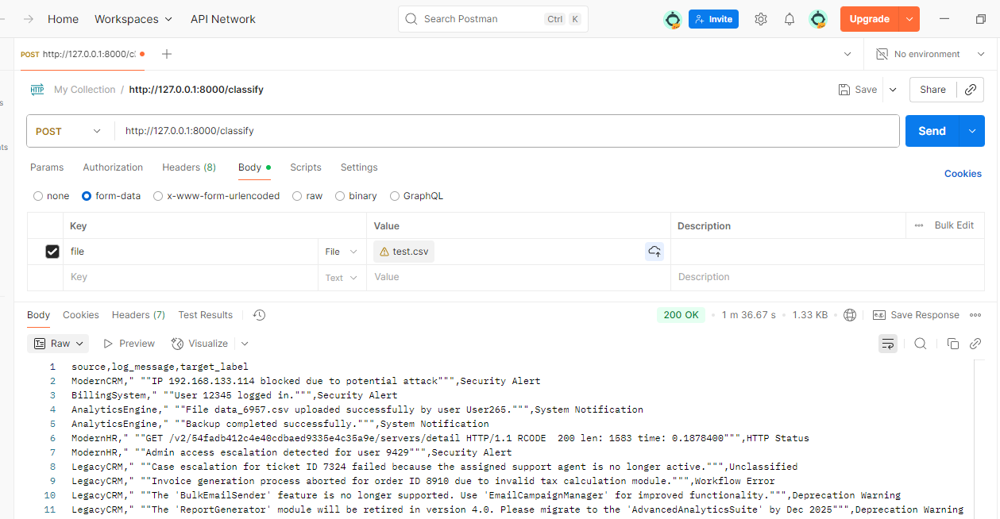 Home Workspaces API Network Search Postman Ctrl K Invite Upgrade
POST http://127.0.0.1:8000/cl No environment
HTTP My Collection / http://127.0.0.1:8000/classify Save Share
s
POST http://127.0.0.1:8000/classify Send
nts
Params Authorization Headers (8) Body Scripts Settings Cookies
none form-data x-www-form-urlencoded raw binary GraphQL
Key Value Description Bulk Edit
file File test.csv
Key Text Value Description
Body Cookies Headers (7) Test Results 200 OK 1 m 36.67 s 1.33 KB e.g. Save Response
Raw Preview Visualize
1 source,log_message,target_label
2 ModernCRM," ""IP 192.168.133.114 blocked due to potential attack""",Security Alert
3 BillingSystem," ""User 12345 logged in.""",Security Alert
4 AnalyticsEngine," ""File data_6957.csv uploaded successfully by user User265.""",System Notification
5 AnalyticsEngine," ""Backup completed successfully.""",System Notification
6 ModernHR," ""GET /v2/54fadb412c4e40cdbaed9335e4c35a9e/servers/detail HTTP/1.1 RCODE  200 len: 1583 time: 0.1878400""",HTTP Status
7 ModernHR," ""Admin access escalation detected for user 9429""",Security Alert
8 LegacyCRM," ""Case escalation for ticket ID 7324 failed because the assigned support agent is no longer active.""",Unclassified
9 LegacyCRM," ""Invoice generation process aborted for order ID 8910 due to invalid tax calculation module.""",Workflow Error
10 LegacyCRM," ""The 'BulkEmailSender' feature is no longer supported. Use 'EmailCampaignManager' for improved functionality.""",Deprecation Warning
11 LegacyCRM," ""The 'ReportGenerator' module will be retired in version 4.0. Please migrate to the 'AdvancedAnalyticsSuite' by Dec 2025""",Deprecation Warning